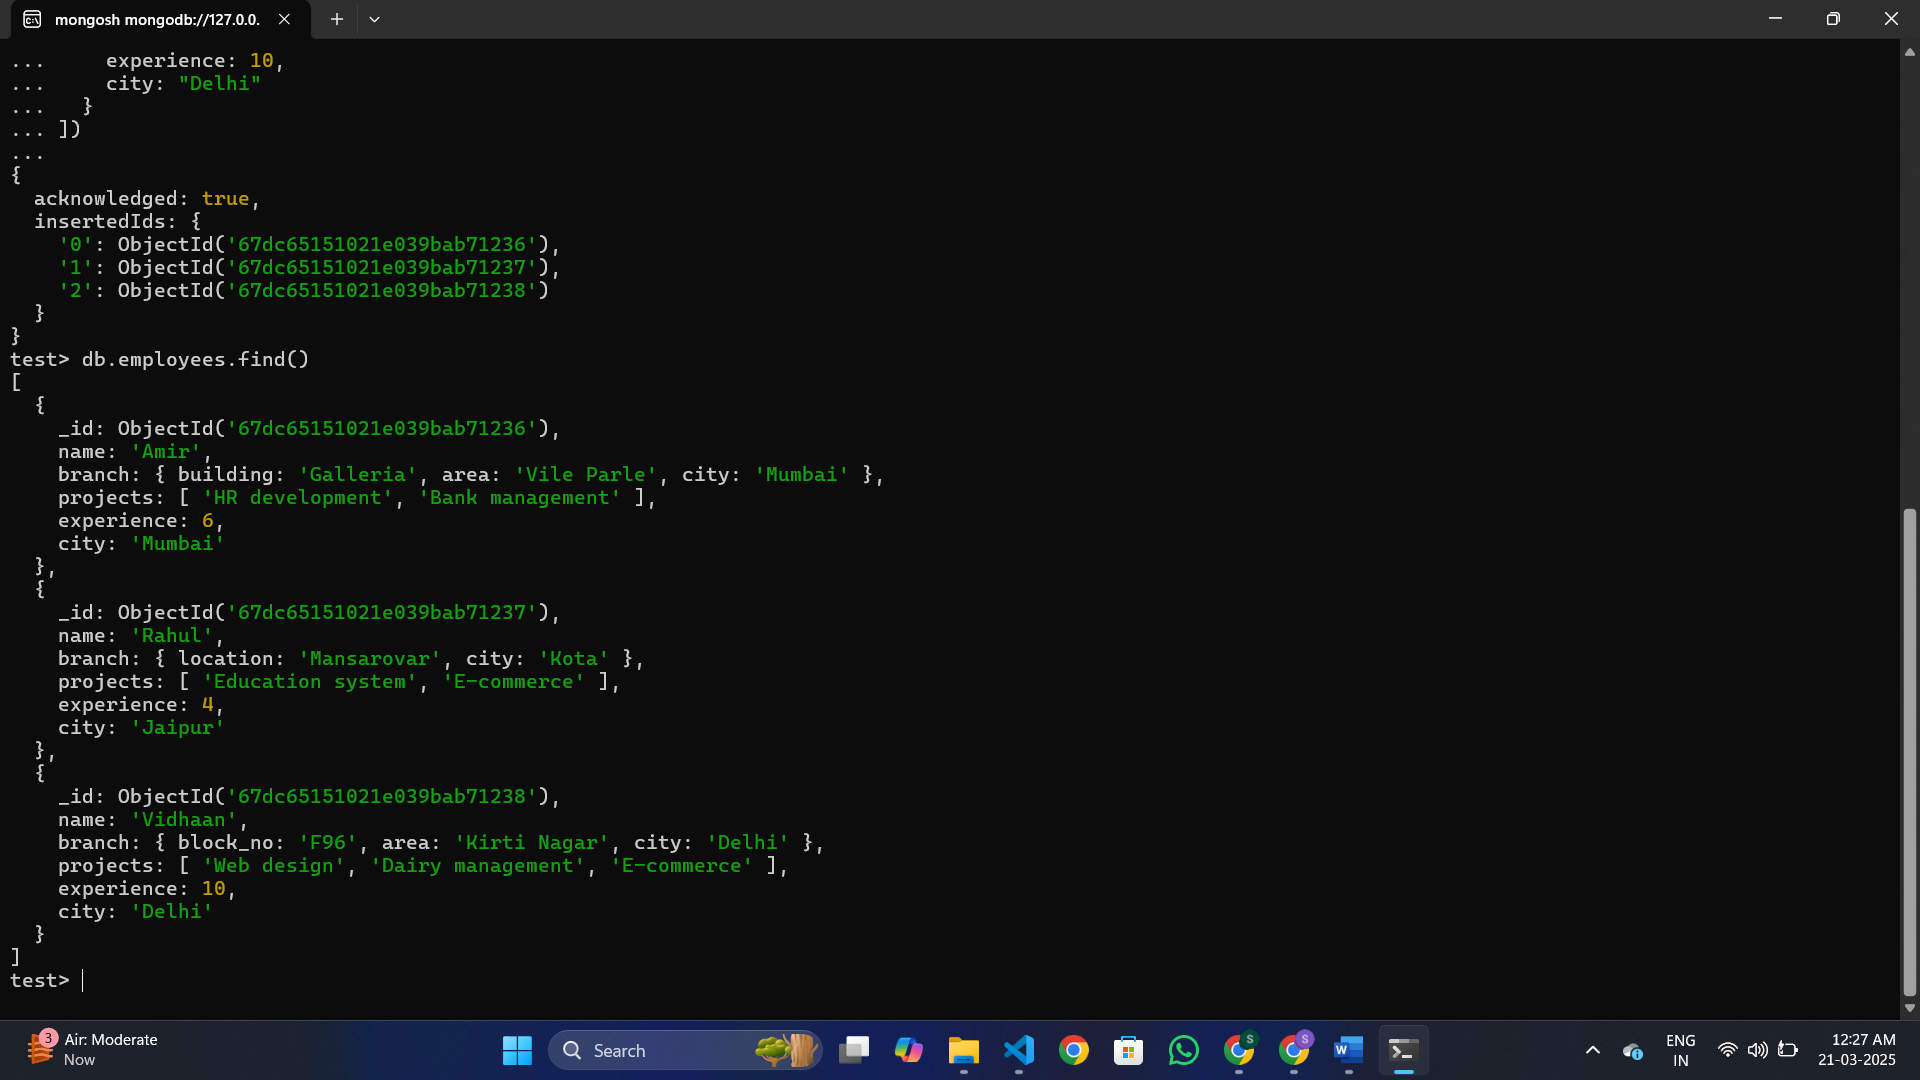 mongosh mongodb://127.0.0.
...     experience: 10,
...     city: "Delhi"
...   }
... ])
...
{
  acknowledged: true,
  insertedIds: {
    '0': ObjectId('67dc65151021e039bab71236'),
    '1': ObjectId('67dc65151021e039bab71237'),
    '2': ObjectId('67dc65151021e039bab71238')
  }
}
test> db.employees.find()
[
  {
    _id: ObjectId('67dc65151021e039bab71236'),
    name: 'Amir',
    branch: { building: 'Galleria', area: 'Vile Parle', city: 'Mumbai' },
    projects: [ 'HR development', 'Bank management' ],
    experience: 6,
    city: 'Mumbai'
  },
  {
    _id: ObjectId('67dc65151021e039bab71237'),
    name: 'Rahul',
    branch: { location: 'Mansarovar', city: 'Kota' },
    projects: [ 'Education system', 'E-commerce' ],
    experience: 4,
    city: 'Jaipur'
  },
  {
    _id: ObjectId('67dc65151021e039bab71238'),
    name: 'Vidhaan',
    branch: { block_no: 'F96', area: 'Kirti Nagar', city: 'Delhi' },
    projects: [ 'Web design', 'Dairy management', 'E-commerce' ],
    experience: 10,
    city: 'Delhi'
  }
]
test>
3
Air: Moderate
Now
Search
S
S
W
ENG
IN
12:27 AM
21-03-2025